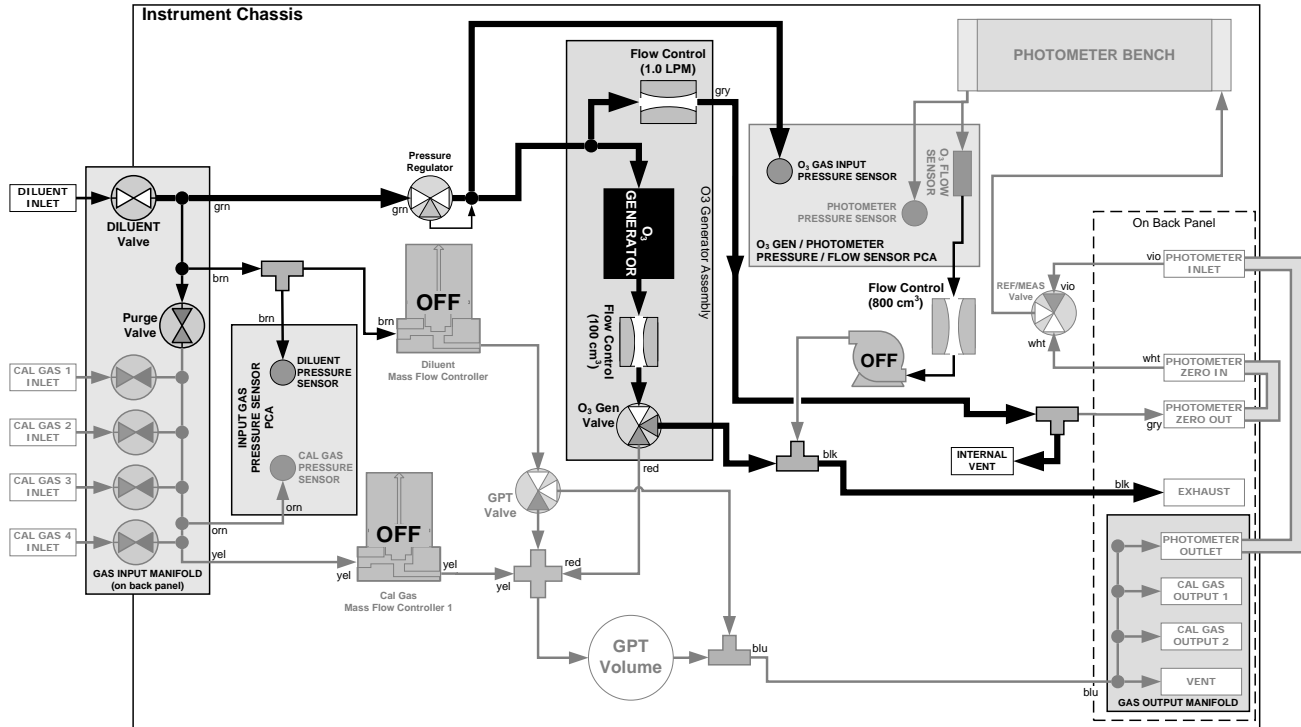 Instrument Chassis
Flow Control
(1.0 LPM)
gry
PHOTOMETER BENCH
O₃ FLOW
SENSOR
O₃ GAS INPUT
PRESSURE SENSOR
PHOTOMETER
PRESSURE SENSOR
O₃ GEN / PHOTOMETER
PRESSURE / FLOW SENSOR PCA
Pressure
Regulator
DILUENT
INLET
DILUENT
Valve
grn
grn
O₃
GENERATOR
O3 Generator Assembly
On Back Panel
vio
PHOTOMETER
INLET
REF/MEAS
Valve
vio
wht
wht
PHOTOMETER
ZERO IN
brn
OFF
brn
Flow Control
(800 cm³)
Purge
Valve
brn
Flow Control
(100 cm³)
OFF
Diluent
Mass Flow Controller
DILUENT
PRESSURE
SENSOR
CAL GAS 1
INLET
INPUT GAS
PRESSURE SENSOR
PCA
CAL GAS 2
INLET
O₃ Gen
Valve
PHOTOMETER
ZERO OUT
gry
CAL GAS
PRESSURE
SENSOR
INTERNAL
VENT
blk
red
CAL GAS 3
INLET
orn
blk
EXHAUST
GPT
Valve
orn
OFF
CAL GAS 4
INLET
yel
yel
yel
yel
red
PHOTOMETER
OUTLET
GAS INPUT MANIFOLD
(on back panel)
Cal Gas
Mass Flow Controller 1
CAL GAS
OUTPUT 1
GPT
Volume
blu
CAL GAS
OUTPUT 2
VENT
blu
GAS OUTPUT MANIFOLD